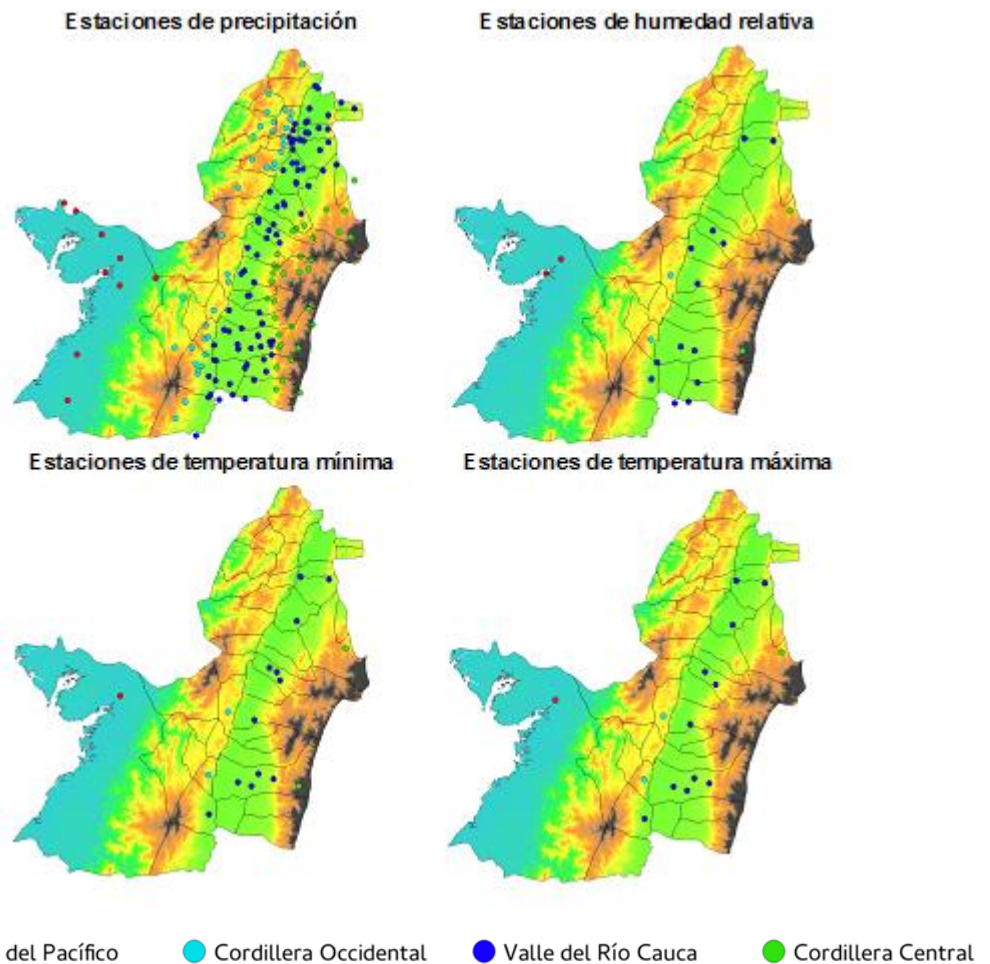 Estaciones de precipitación
Estaciones de humedad relativa
Estaciones de temperatura mínima
Estaciones de temperatura máxima
del Pacífico
Cordillera Occidental
Valle del Río Cauca
Cordillera Central